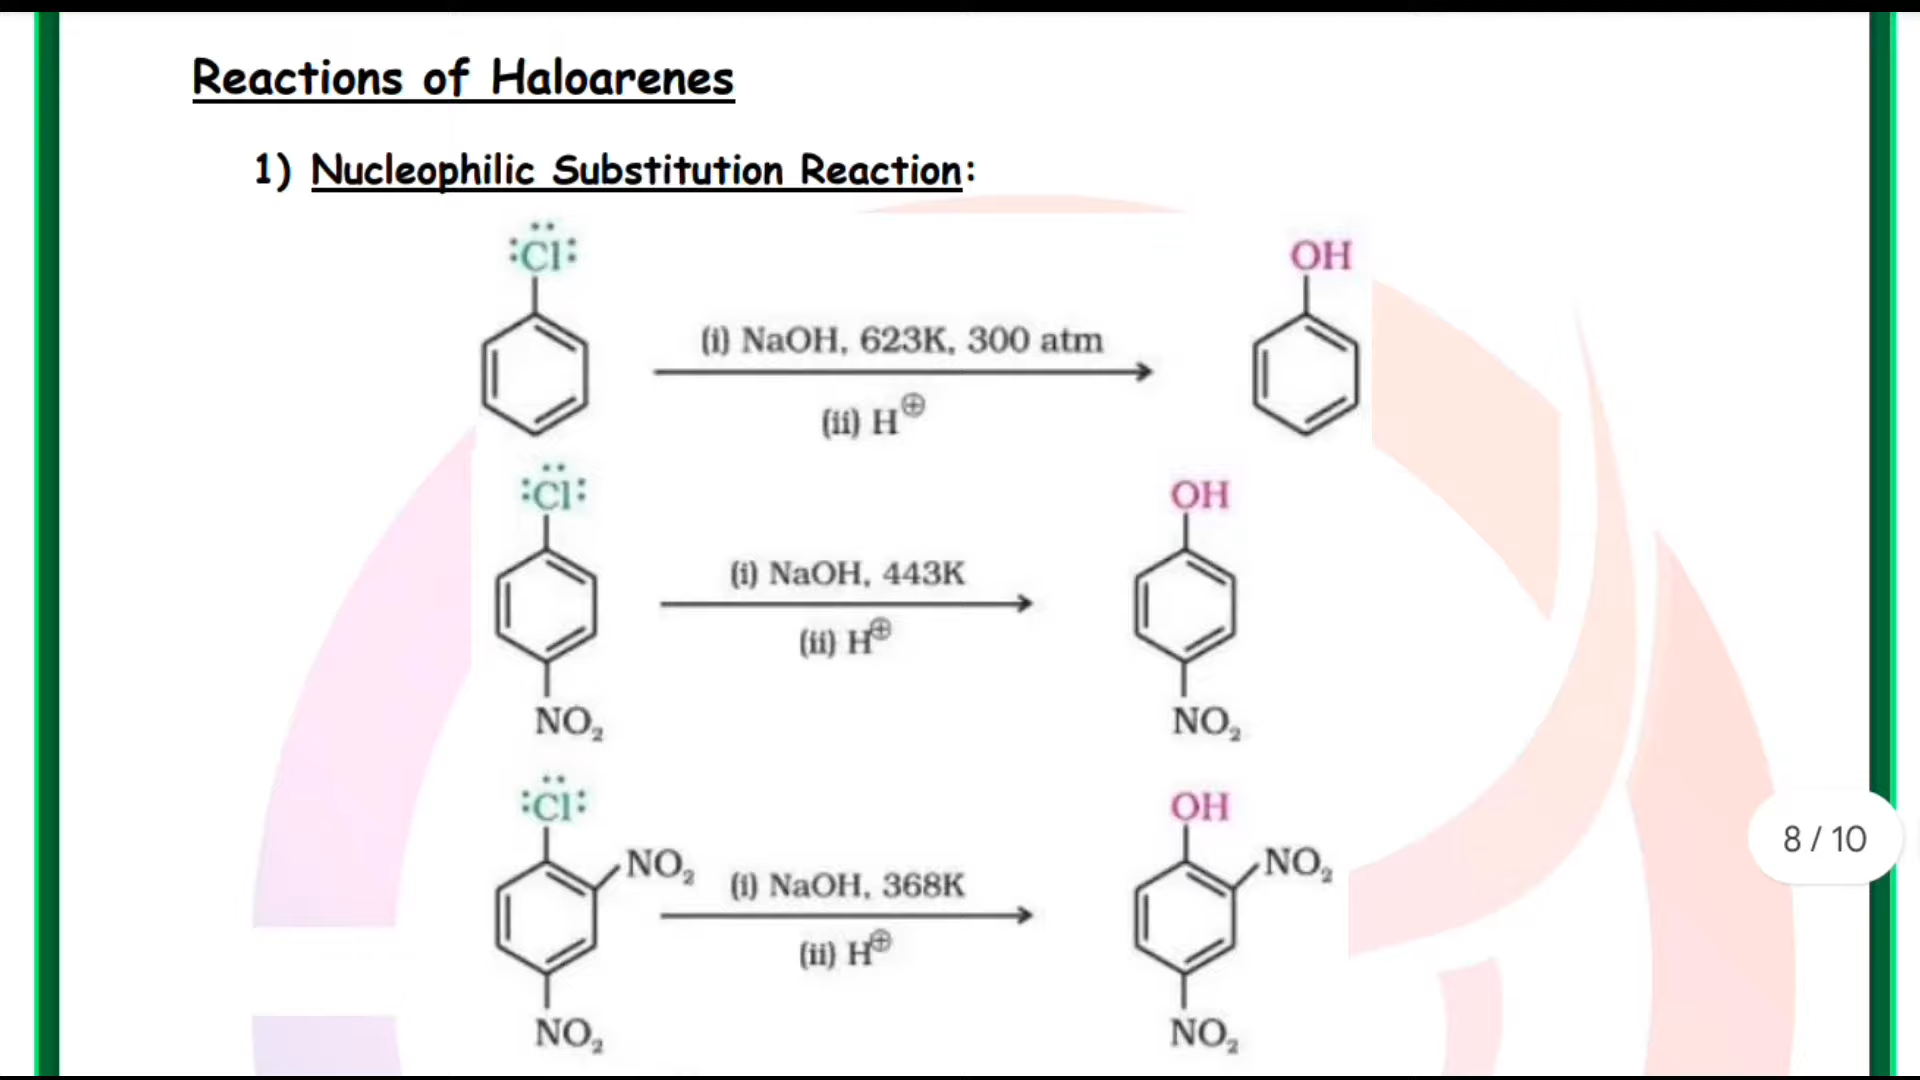 Reactions of Haloarenes
1) Nucleophilic Substitution Reaction:
:Cl:
OH
(i) NaOH, 623K, 300 atm
(ii) H⊕
:Cl:
OH
(i) NaOH, 443K
(ii) H⊕
NO₂
NO₂
:Cl:
OH
NO₂
NO₂
(i) NaOH, 368K
(ii) H⊕
NO₂
NO₂
8 / 10